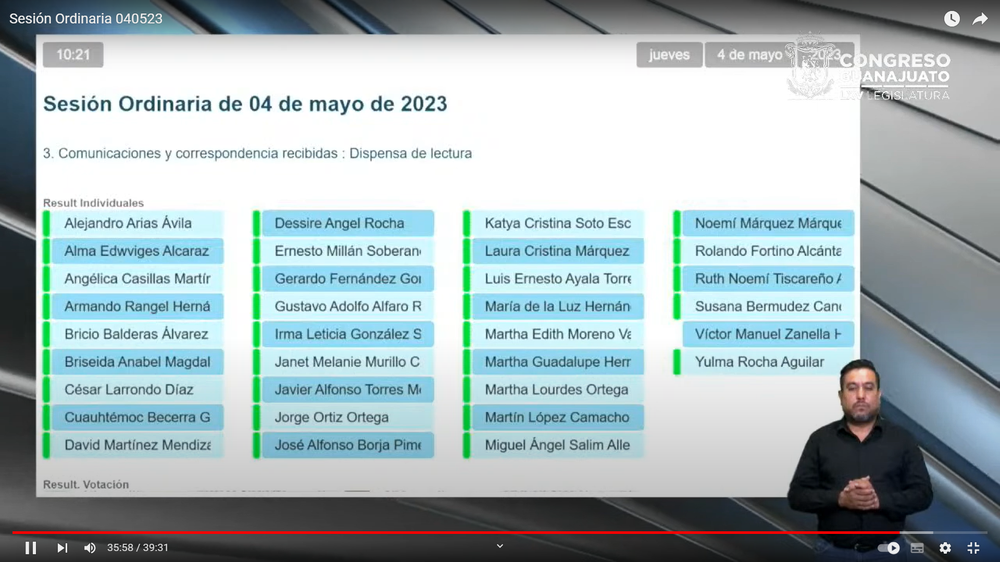 Sesión Ordinaria 040523
10:21
jueves
4 de mayo
2023
CONGRESO
GUANAJUATO
LXV LEGISLATURA
Sesión Ordinaria de 04 de mayo de 2023
3. Comunicaciones y correspondencia recibidas : Dispensa de lectura
Result Individuales
Alejandro Arias Ávila
Alma Edwviges Alcaraz
Angélica Casillas Martín
Armando Rangel Herná
Bricio Balderas Álvarez
Briseida Anabel Magdal
César Larrondo Díaz
Cuauhtémoc Becerra G
David Martínez Mendiza
Dessire Angel Rocha
Ernesto Millán Soberan
Gerardo Fernández Gon
Gustavo Adolfo Alfaro R
Irma Leticia González S
Janet Melanie Murillo C
Javier Alfonso Torres Me
Jorge Ortiz Ortega
José Alfonso Borja Pime
Katya Cristina Soto Esc
Laura Cristina Márquez
Luis Ernesto Ayala Torre
María de la Luz Hernán
Martha Edith Moreno Va
Martha Guadalupe Herr
Martha Lourdes Ortega
Martín López Camacho
Miguel Ángel Salim Alle
Noemí Márquez Márque
Rolando Fortino Alcánta
Ruth Noemí Tiscareño A
Susana Bermudez Cano
Víctor Manuel Zanella H
Yulma Rocha Aguilar
Result. Votación
35:58 / 39:31